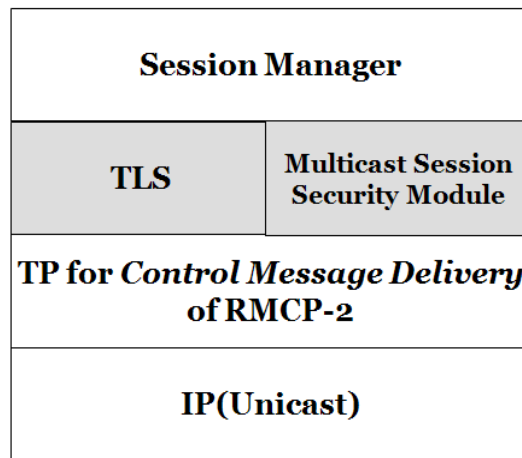 Session Manager
TLS
Multicast Session
Security Module
TP for Control Message Delivery
of RMCP-2
IP(Unicast)